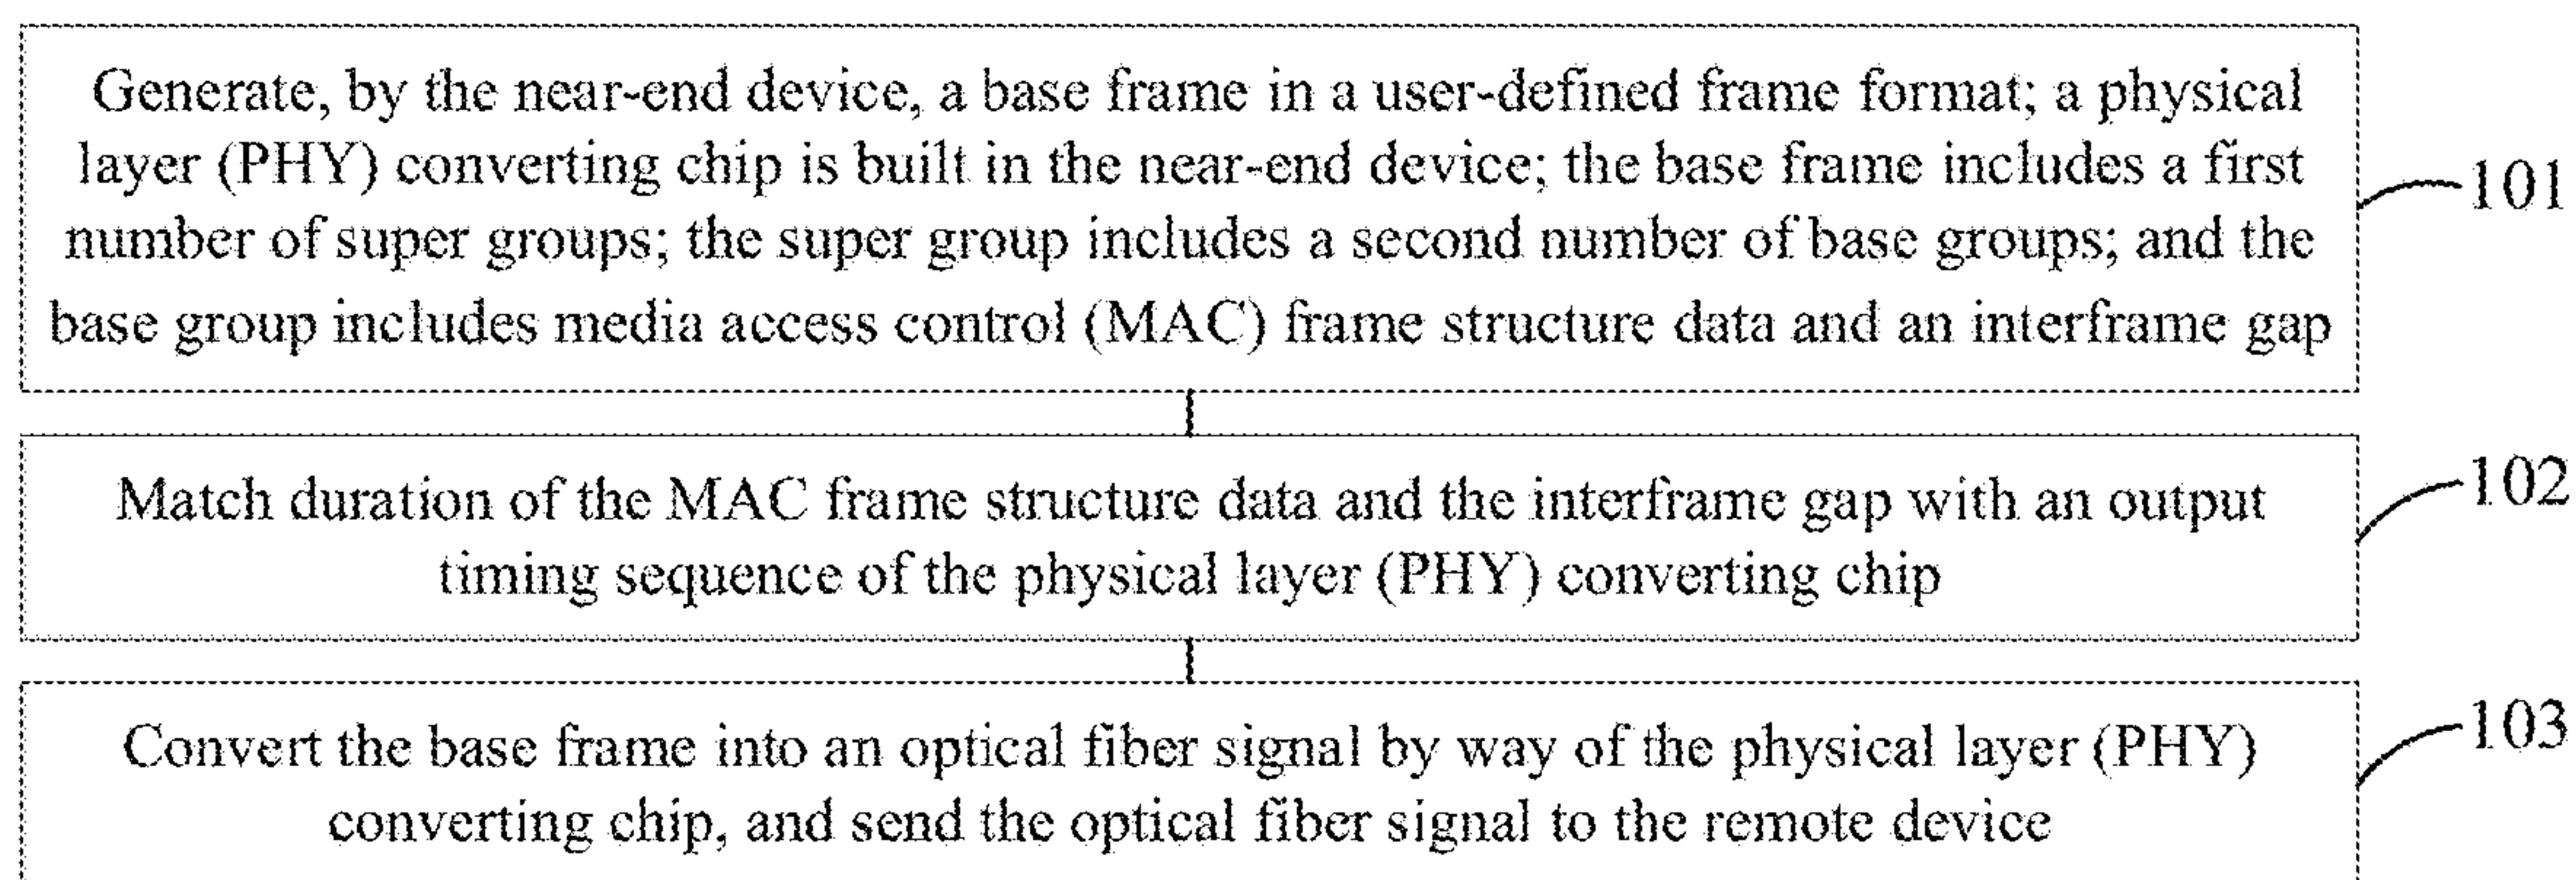 Generate, by the near-end device, a base frame in a user-defined frame format; a physical
layer (PHY) converting chip is built in the near-end device; the base frame includes a first
number of super groups; the super group includes a second number of base groups; and the
base group includes media access control (MAC) frame structure data and an interframe gap
101
Match duration of the MAC frame structure data and the interframe gap with an output
timing sequence of the physical layer (PHY) converting chip
102
Convert the base frame into an optical fiber signal by way of the physical layer (PHY)
converting chip, and send the optical fiber signal to the remote device
103